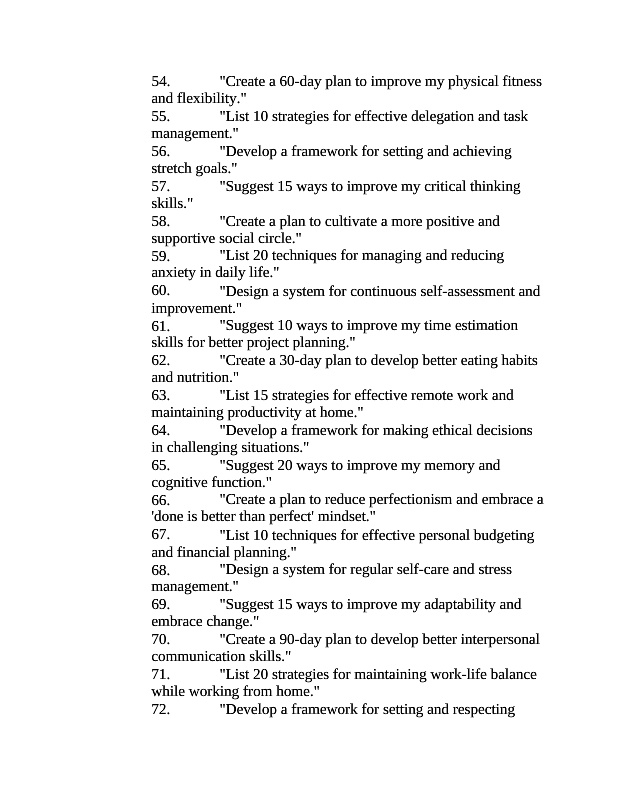 54. "Create a 60-day plan to improve my physical fitness
and flexibility."
55. "List 10 strategies for effective delegation and task
management."
56. "Develop a framework for setting and achieving
stretch goals."
57. "Suggest 15 ways to improve my critical thinking
skills."
58. "Create a plan to cultivate a more positive and
supportive social circle."
59. "List 20 techniques for managing and reducing
anxiety in daily life."
60. "Design a system for continuous self-assessment and
improvement."
61. "Suggest 10 ways to improve my time estimation
skills for better project planning."
62. "Create a 30-day plan to develop better eating habits
and nutrition."
63. "List 15 strategies for effective remote work and
maintaining productivity at home."
64. "Develop a framework for making ethical decisions
in challenging situations."
65. "Suggest 20 ways to improve my memory and
cognitive function."
66. "Create a plan to reduce perfectionism and embrace a
'done is better than perfect' mindset."
67. "List 10 techniques for effective personal budgeting
and financial planning."
68. "Design a system for regular self-care and stress
management."
69. "Suggest 15 ways to improve my adaptability and
embrace change."
70. "Create a 90-day plan to develop better interpersonal
communication skills."
71. "List 20 strategies for maintaining work-life balance
while working from home."
72. "Develop a framework for setting and respecting